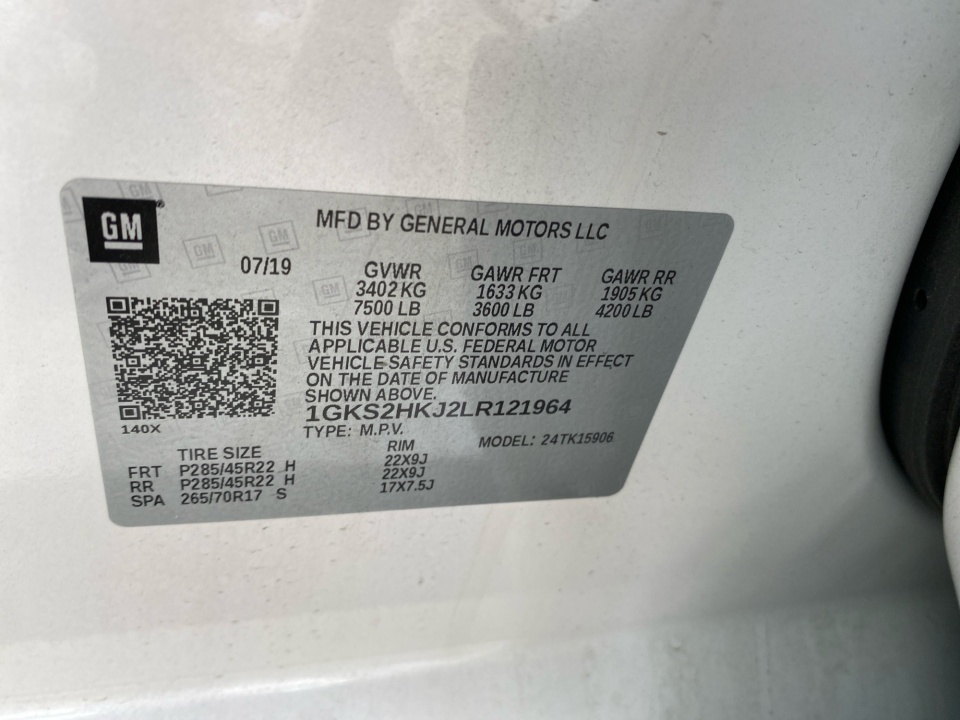 GM
MFD BY GENERAL MOTORS LLC
07/19
GVWR GAWR FRT GAWR RR
3402 KG 1633 KG 1905 KG
7500 LB 3600 LB 4200 LB
THIS VEHICLE CONFORMS TO ALL
APPLICABLE U.S. FEDERAL MOTOR
VEHICLE SAFETY STANDARDS IN EFFECT
ON THE DATE OF MANUFACTURE
SHOWN ABOVE.
1GKS2HKJ2LR121964
140X
TYPE: M.P.V. MODEL: 24TK15906
TIRE SIZE RIM
FRT P285/45R22 H 22X9J
RR P285/45R22 H 22X9J
SPA 265/70R17 S 17X7.5J